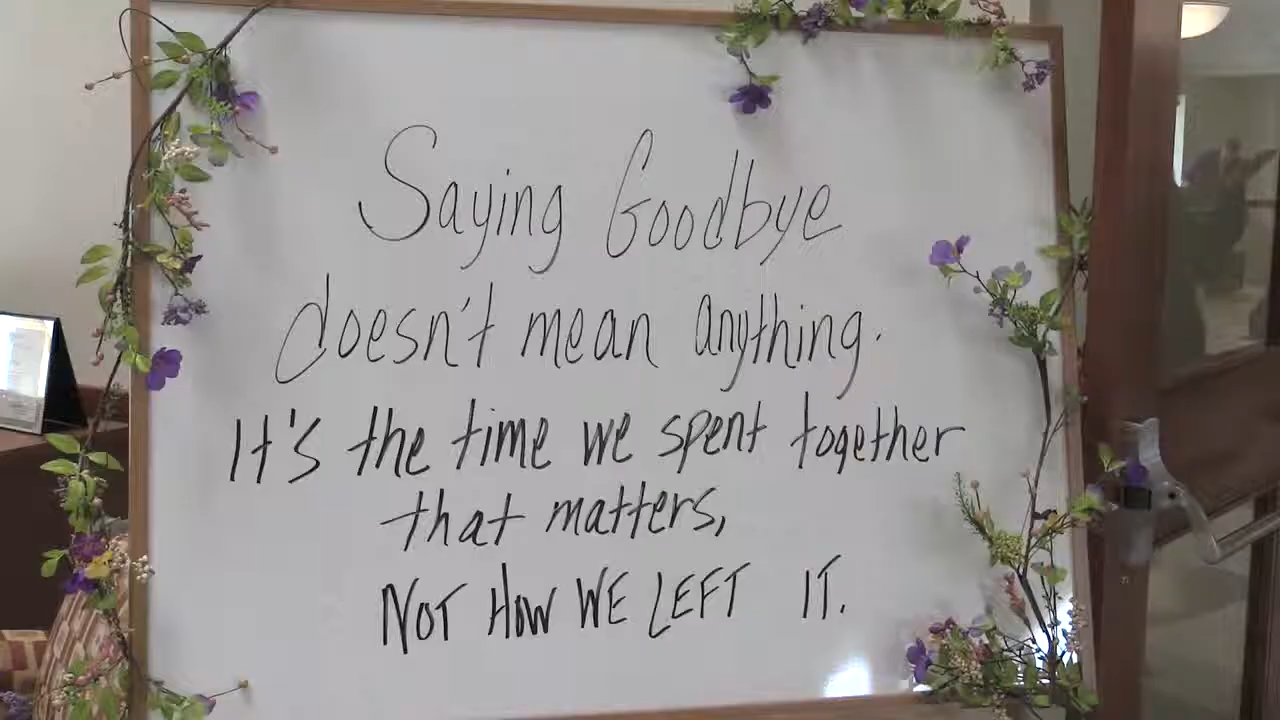 Saying Goodbye
doesn't mean anything.
It's the time we spent together
that matters,
NOT HOW WE LEFT IT.